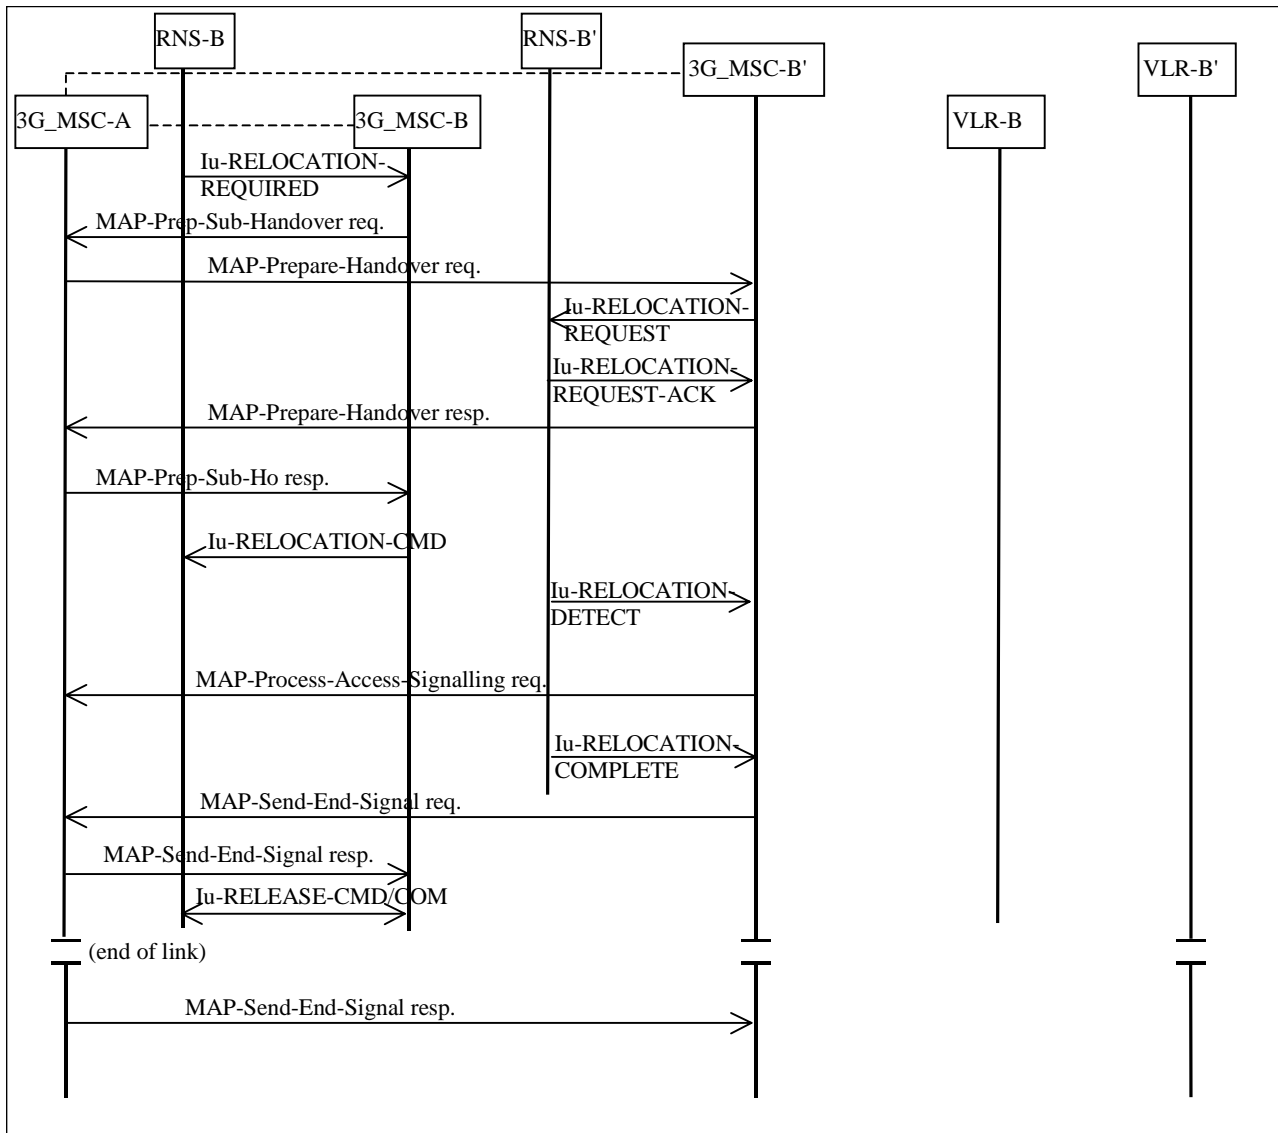 RNS-B
RNS-B'
3G_MSC-B'
VLR-B'
3G_MSC-A
3G_MSC-B
VLR-B
Iu-RELOCATION-
REQUIRED
MAP-Prep-Sub-Handover req.
MAP-Prepare-Handover req.
Iu-RELOCATION-
REQUEST
Iu-RELOCATION-
REQUEST-ACK
MAP-Prepare-Handover resp.
MAP-Prep-Sub-Ho resp.
Iu-RELOCATION-CMD
Iu-RELOCATION-
DETECT
MAP-Process-Access-Signalling req.
Iu-RELOCATION-
COMPLETE
MAP-Send-End-Signal req.
MAP-Send-End-Signal resp.
Iu-RELEASE-CMD/COM
(end of link)
MAP-Send-End-Signal resp.